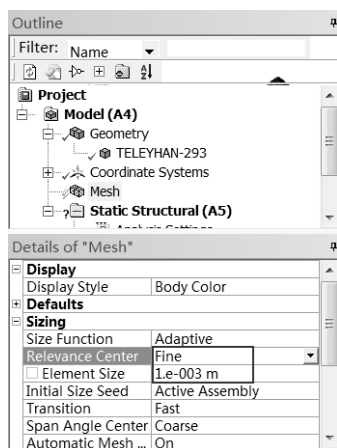 Outline
Filter: Name
Project
Model (A4)
Geometry
TELEYHAN-293
Coordinate Systems
Mesh
Static Structural (A5)
Analysis Settings
Details of "Mesh"
Display
Display Style Body Color
Defaults
Sizing
Size Function Adaptive
Relevance Center Fine
Element Size 1.e-003 m
Initial Size Seed Active Assembly
Transition Fast
Span Angle Center Coarse
Automatic Mesh ... On